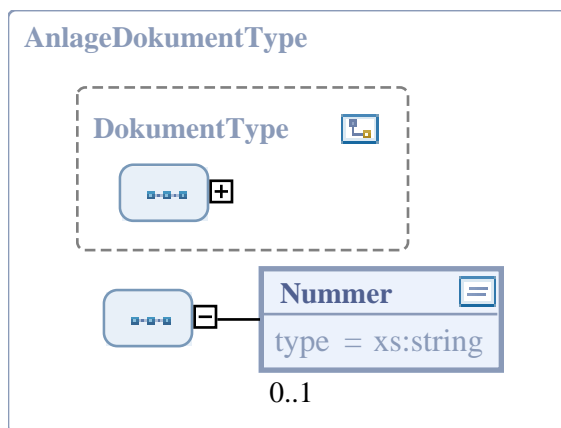 AnlageDokumentType
DokumentType
Nummer
type = xs:string
0..1